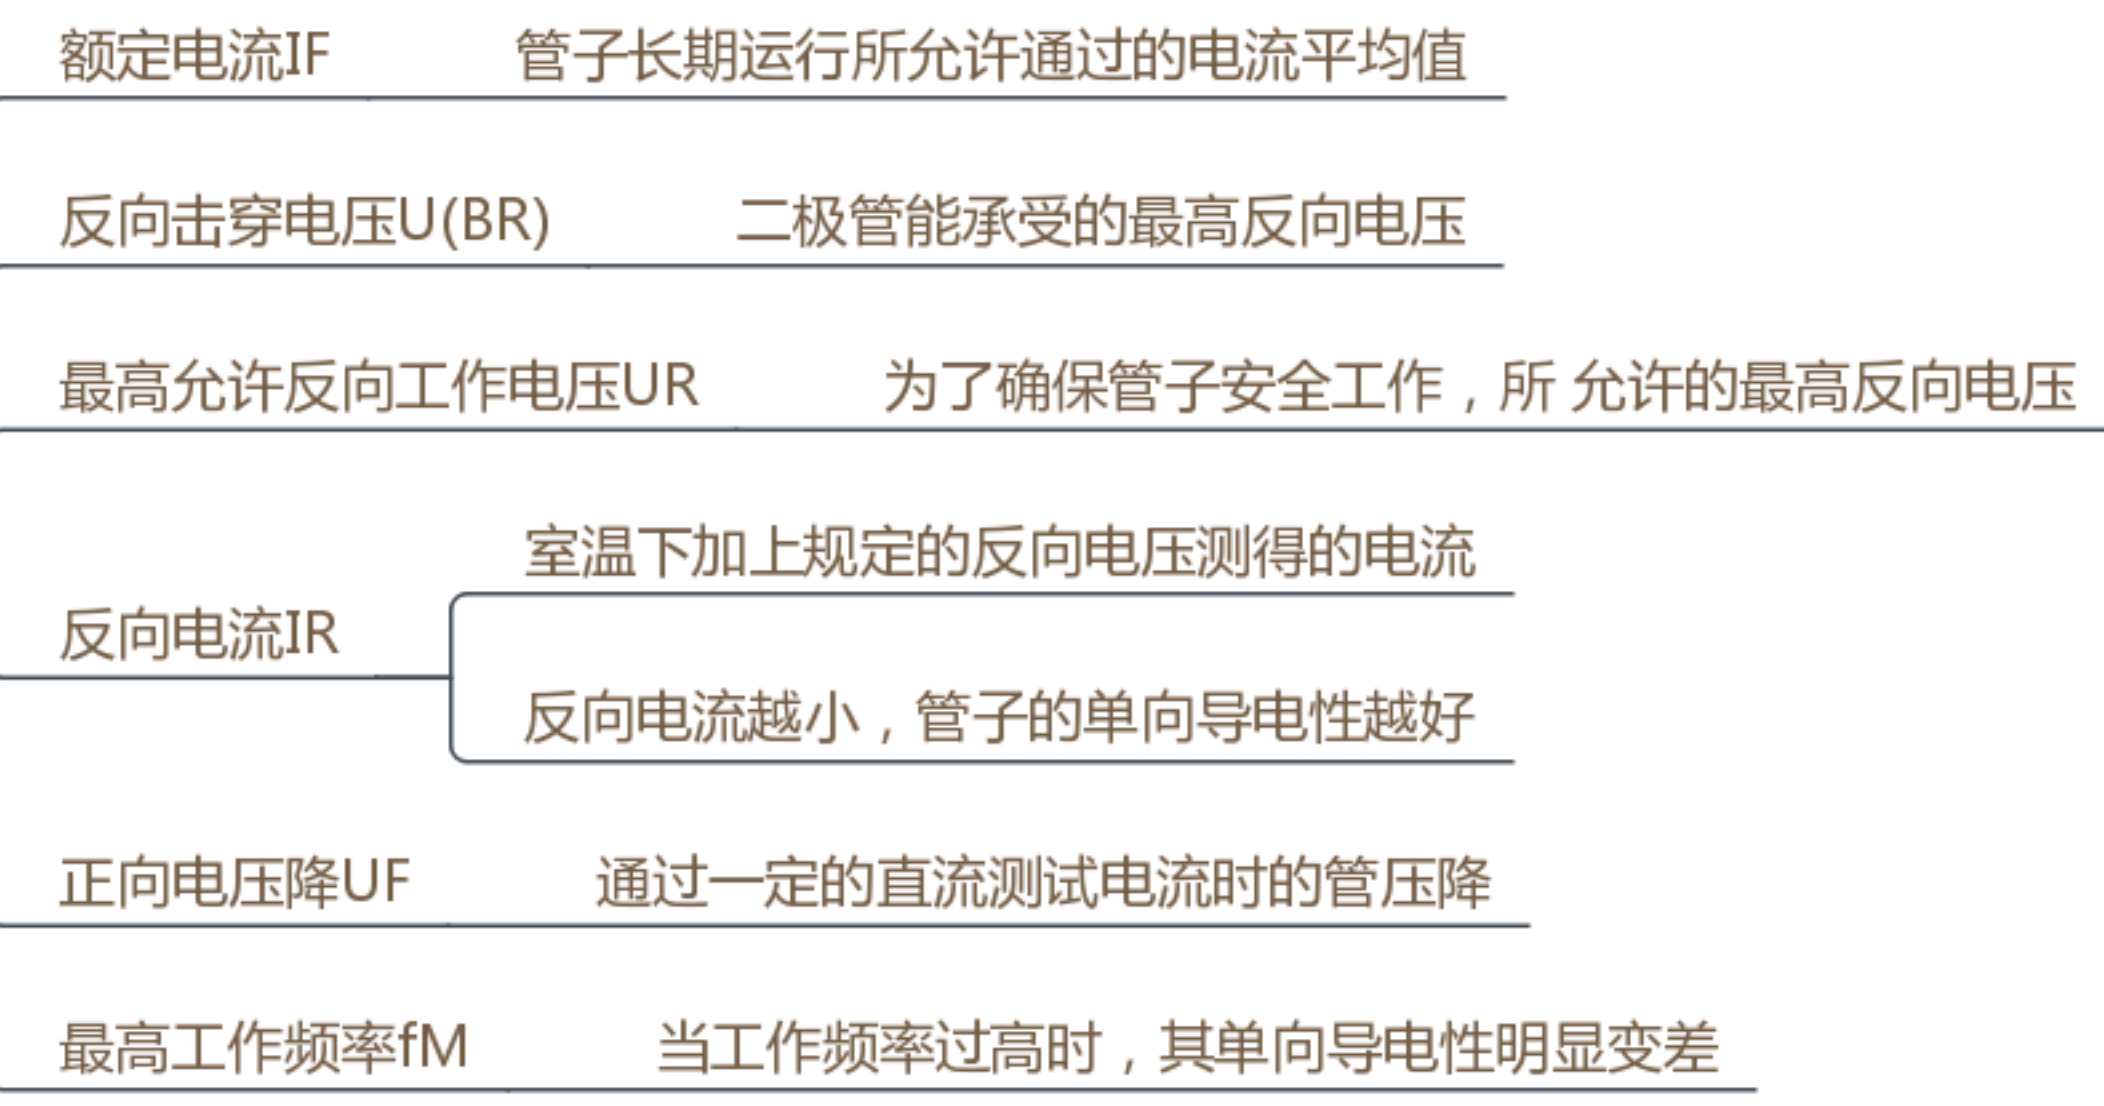 额定电流IF 管子长期运行所允许通过的电流平均值
反向击穿电压U(BR) 二极管能承受的最高反向电压
最高允许反向工作电压UR 为了确保管子安全工作，所 允许的最高反向电压
室温下加上规定的反向电压测得的电流
反向电流IR
反向电流越小，管子的单向导电性越好
正向电压降UF 通过一定的直流测试电流时的管压降
最高工作频率fM 当工作频率过高时，其单向导电性明显变差